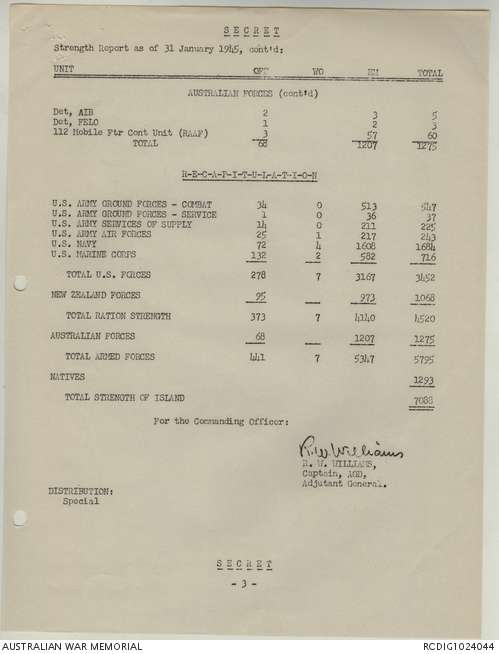 SECRET
Strength Report as of 31 January 1945, cont'd:
UNIT OFF WO EM TOTAL
AUSTRALIAN FORCES (cont'd)
Det, AIB 2 3 5
Det, FELO 1 2 3
112 Mobile Ftr Cont Unit (RAAF) 3 57 60
TOTAL 68 1207 1275
R-E-C-A-P-I-T-U-L-A-T-I-O-N
U.S. ARMY GROUND FORCES - COMBAT 34 0 513 547
U.S. ARMY GROUND FORCES - SERVICE 1 0 36 37
U.S. ARMY SERVICES OF SUPPLY 14 0 211 225
U.S. ARMY AIR FORCES 25 1 217 243
U.S. NAVY 72 4 1608 1684
U.S. MARINE CORPS 132 2 582 716
TOTAL U.S. FORCES 278 7 3167 3452
NEW ZEALAND FORCES 95 973 1068
TOTAL RATION STRENGTH 373 7 4140 4520
AUSTRALIAN FORCES 68 1207 1275
TOTAL ARMED FORCES 441 7 5347 5795
NATIVES 1293
TOTAL STRENGTH OF ISLAND 7088
For the Commanding Officer:
R.W. Williams
R. W. WILLIAMS,
Captain, AGD,
Adjutant General.
DISTRIBUTION:
Special
SECRET
- 3 -
AUSTRALIAN WAR MEMORIAL RCDIG1024044